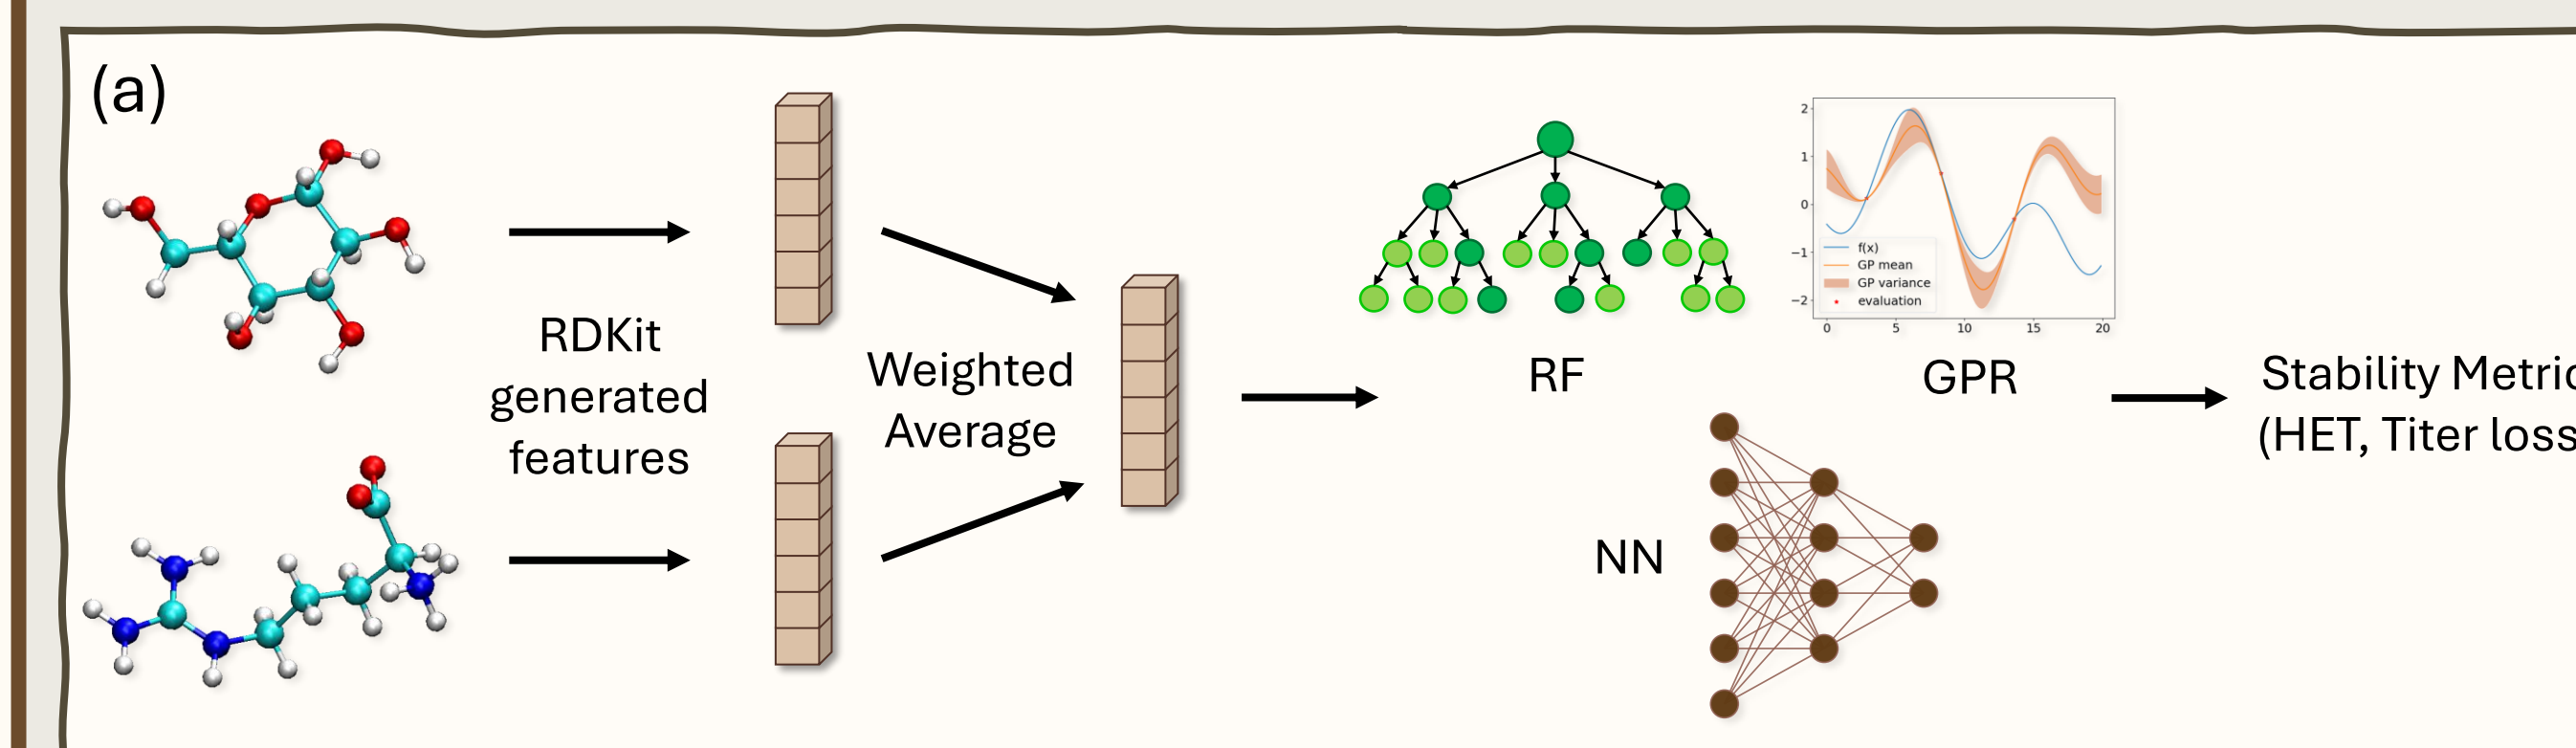 (a)
RDKit
generated
features
Weighted
Average
RF
2
1
0
−1
−2
f(x)
GP mean
GP variance
evaluation
0 5 10 15 20
GPR
NN
Stability Metric
(HET, Titer loss